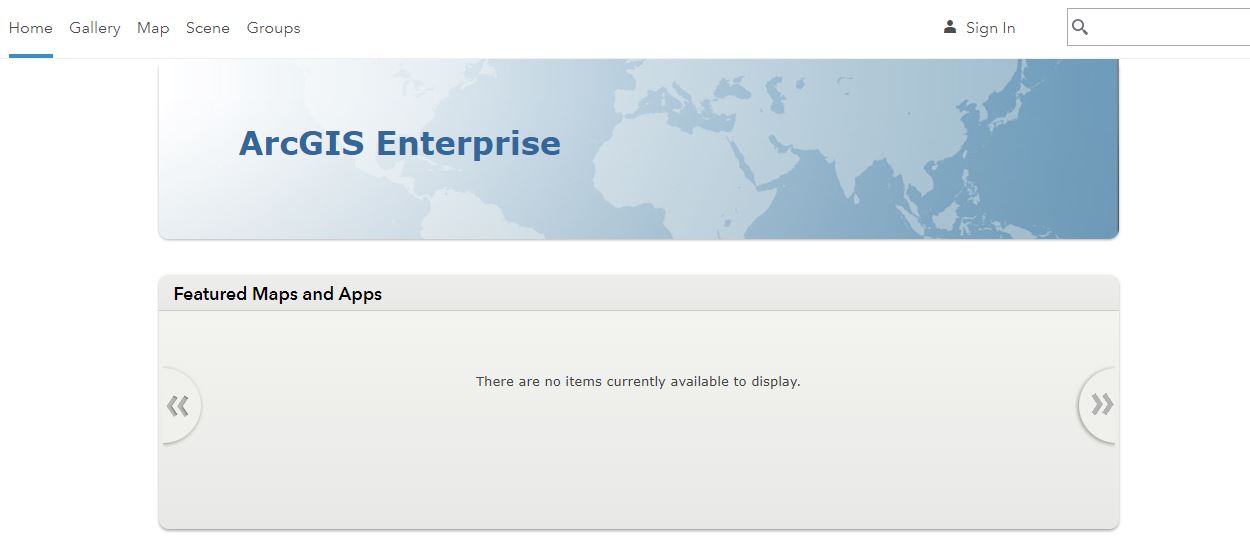 Home Gallery Map Scene Groups Sign In
ArcGIS Enterprise
Featured Maps and Apps
There are no items currently available to display.